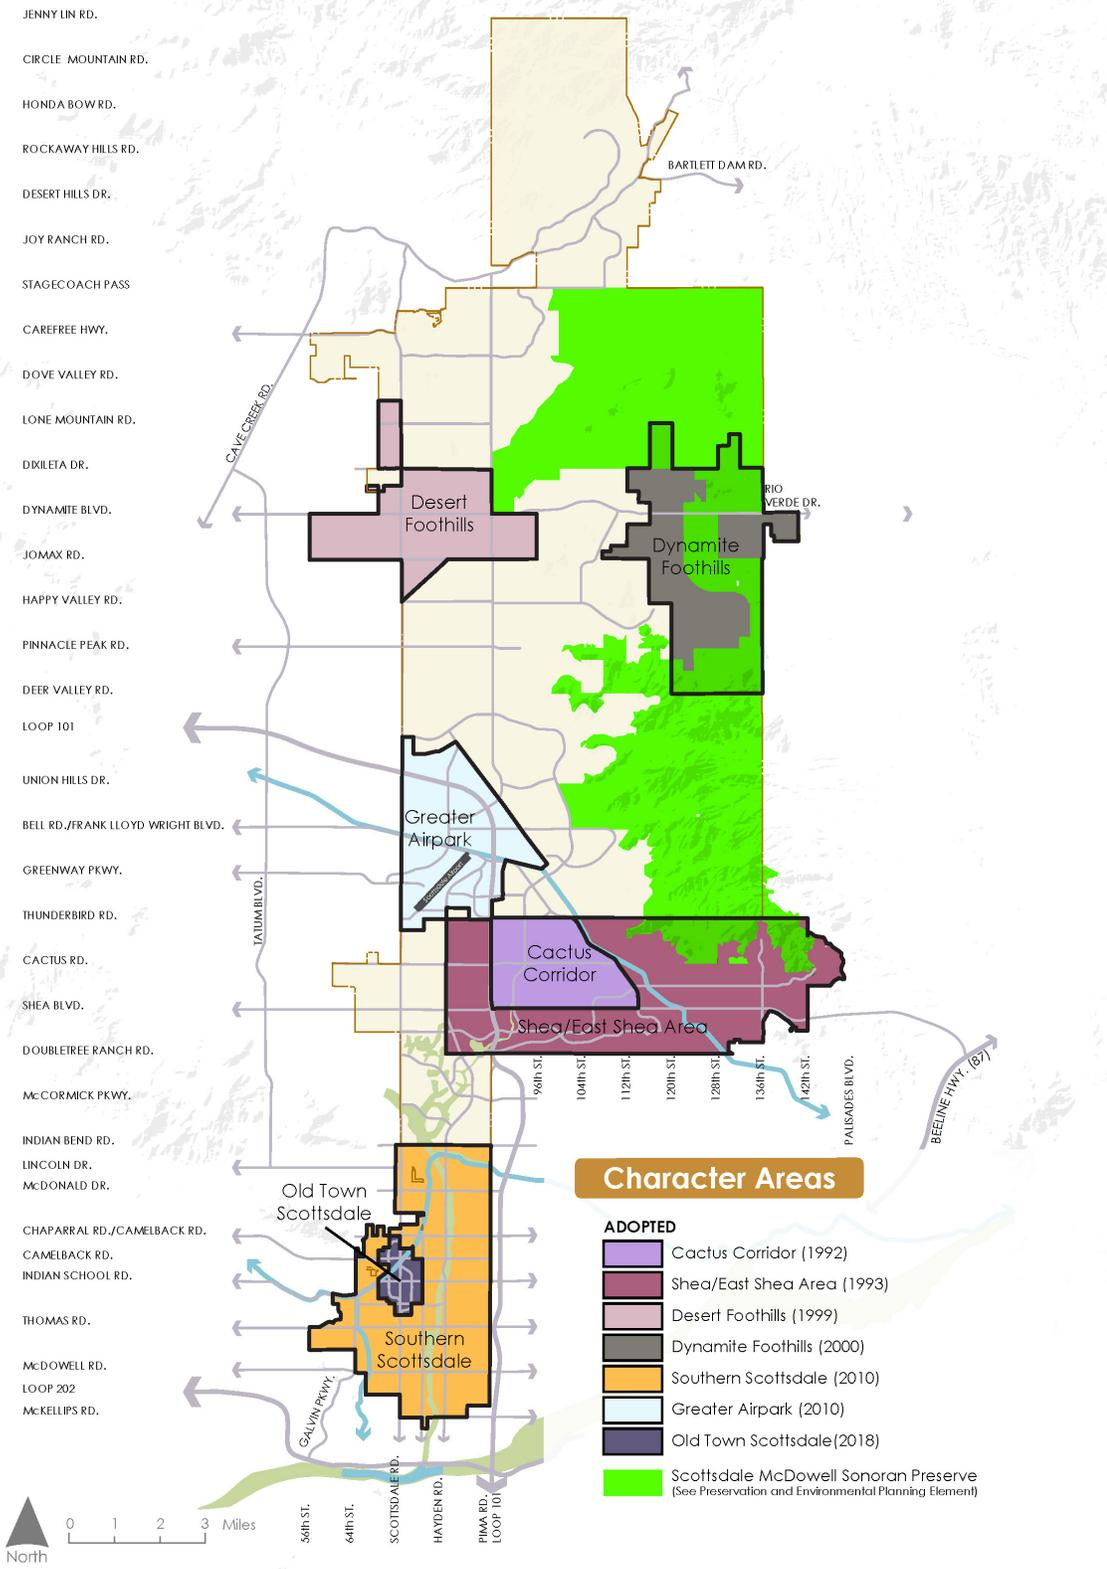 JENNY LIN RD.
CIRCLE MOUNTAIN RD.
HONDA BOW RD.
ROCKAWAY HILLS RD.
BARTLETT DAM RD.
DESERT HILLS DR.
JOY RANCH RD.
STAGECOACH PASS
CAREFREE HWY.
DOVE VALLEY RD.
CAVE CREEK RD.
LONE MOUNTAIN RD.
DIXILETA DR.
RIO
VERDE DR.
Desert
Foothills
DYNAMITE BLVD.
Dynamite
Foothills
JOMAX RD.
HAPPY VALLEY RD.
PINNACLE PEAK RD.
DEER VALLEY RD.
LOOP 101
UNION HILLS DR.
Greater
Airpark
BELL RD./FRANK LLOYD WRIGHT BLVD.
Scottsdale Airport
GREENWAY PKWY.
TATUM BLVD.
THUNDERBIRD RD.
Cactus
Corridor
CACTUS RD.
SHEA BLVD.
Shea/East Shea Area
DOUBLETREE RANCH RD.
96th ST.
104th ST.
112th ST.
120th ST.
128th ST.
136th ST.
142th ST.
PALISADES BLVD.
BEELINE HWY. (87)
McCORMICK PKWY.
INDIAN BEND RD.
LINCOLN DR.
McDONALD DR.
Old Town
Scottsdale
CHAPARRAL RD./CAMELBACK RD.
CAMELBACK RD.
INDIAN SCHOOL RD.
THOMAS RD.
Southern
Scottsdale
McDOWELL RD.
LOOP 202
McKELLIPS RD.
GALVIN PKWY.
56th ST.
64th ST.
SCOTTSDALE RD.
HAYDEN RD.
PIMA RD.
LOOP 101
Character Areas
ADOPTED
Cactus Corridor (1992)
Shea/East Shea Area (1993)
Desert Foothills (1999)
Dynamite Foothills (2000)
Southern Scottsdale (2010)
Greater Airpark (2010)
Old Town Scottsdale(2018)
Scottsdale McDowell Sonoran Preserve
(See Preservation and Environmental Planning Element)
0 1 2 3 Miles
North